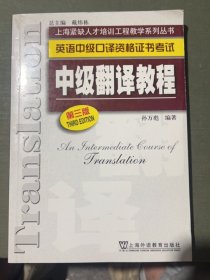 总主编 戴炜栋
上海紧缺人才培训工程教学系列丛书
英语中级口译资格证书考试
中级翻译教程
第三版
THIRD EDITION
孙万彪 编著
An Intermediate Course of
Translation
Translation
译
上海外语教育出版社